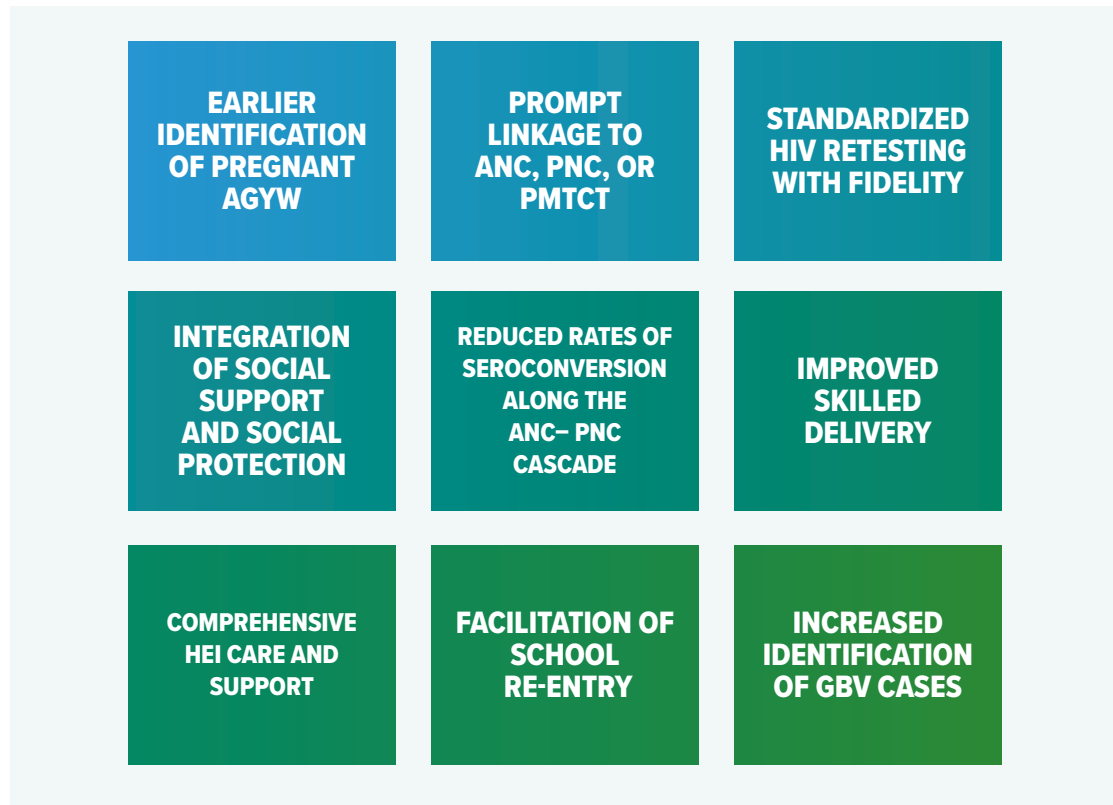 EARLIER
IDENTIFICATION
OF PREGNANT
AGYW
PROMPT
LINKAGE TO
ANC, PNC, OR
PMTCT
STANDARDIZED
HIV RETESTING
WITH FIDELITY
INTEGRATION
OF SOCIAL
SUPPORT
AND SOCIAL
PROTECTION
REDUCED RATES OF
SEROCONVERSION
ALONG THE
ANC– PNC
CASCADE
IMPROVED
SKILLED
DELIVERY
COMPREHENSIVE
HEI CARE AND
SUPPORT
FACILITATION OF
SCHOOL
RE-ENTRY
INCREASED
IDENTIFICATION
OF GBV CASES